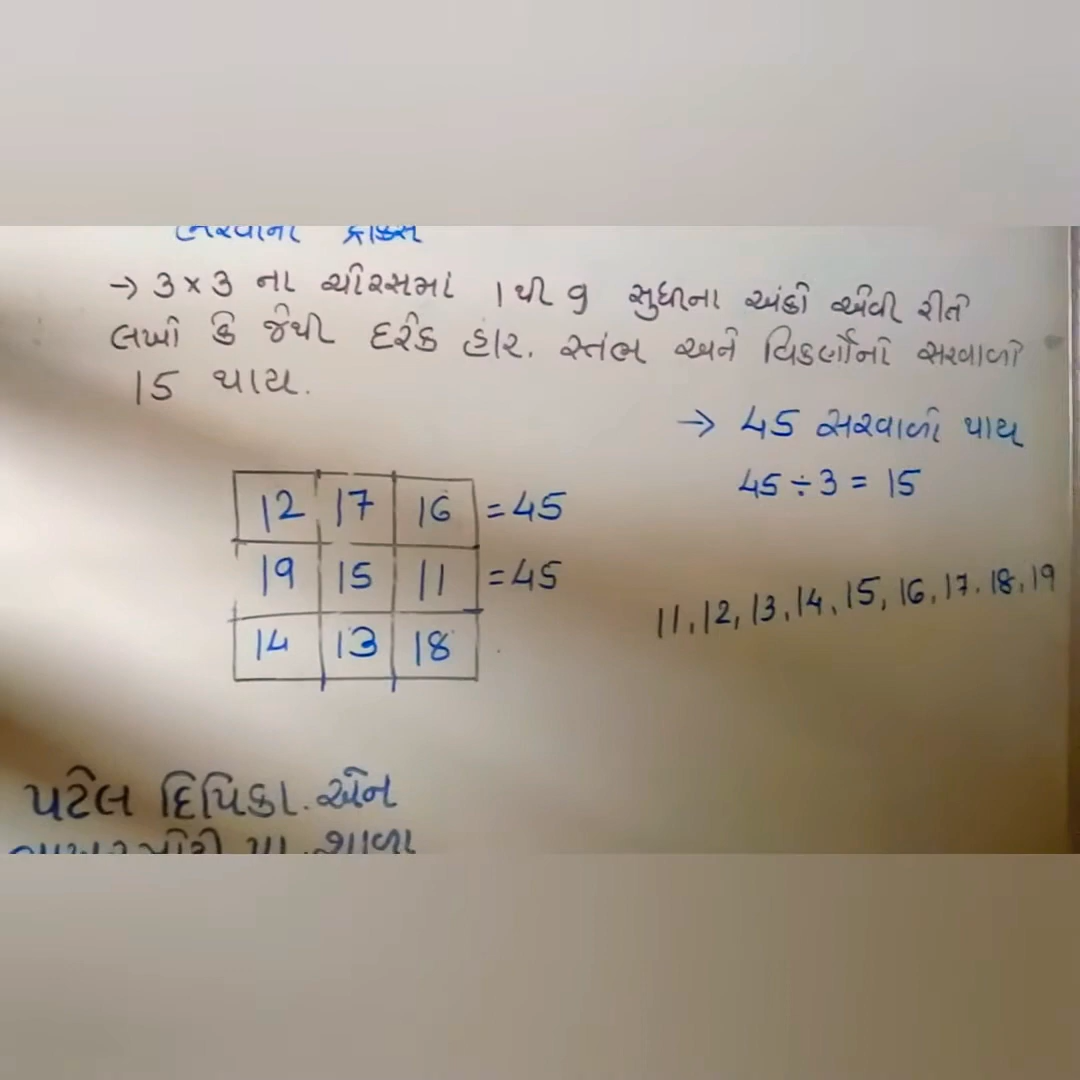 → 3 × 3 ના ચોરસમાં 1 થી 9 સુધીના અંકો એવી રીતે
લખો કે જેથી દરેક હાર. સ્તંભ અને વિકર્ણોનો સરવાળો
15 થાય.
→ 45 સરવાળો થાય
45 ÷ 3 = 15
12 17 16 = 45
19 15 11 = 45
14 13 18
11, 12, 13, 14, 15, 16, 17. 18, 19
પટેલ દિપિકા. એન
શાળા